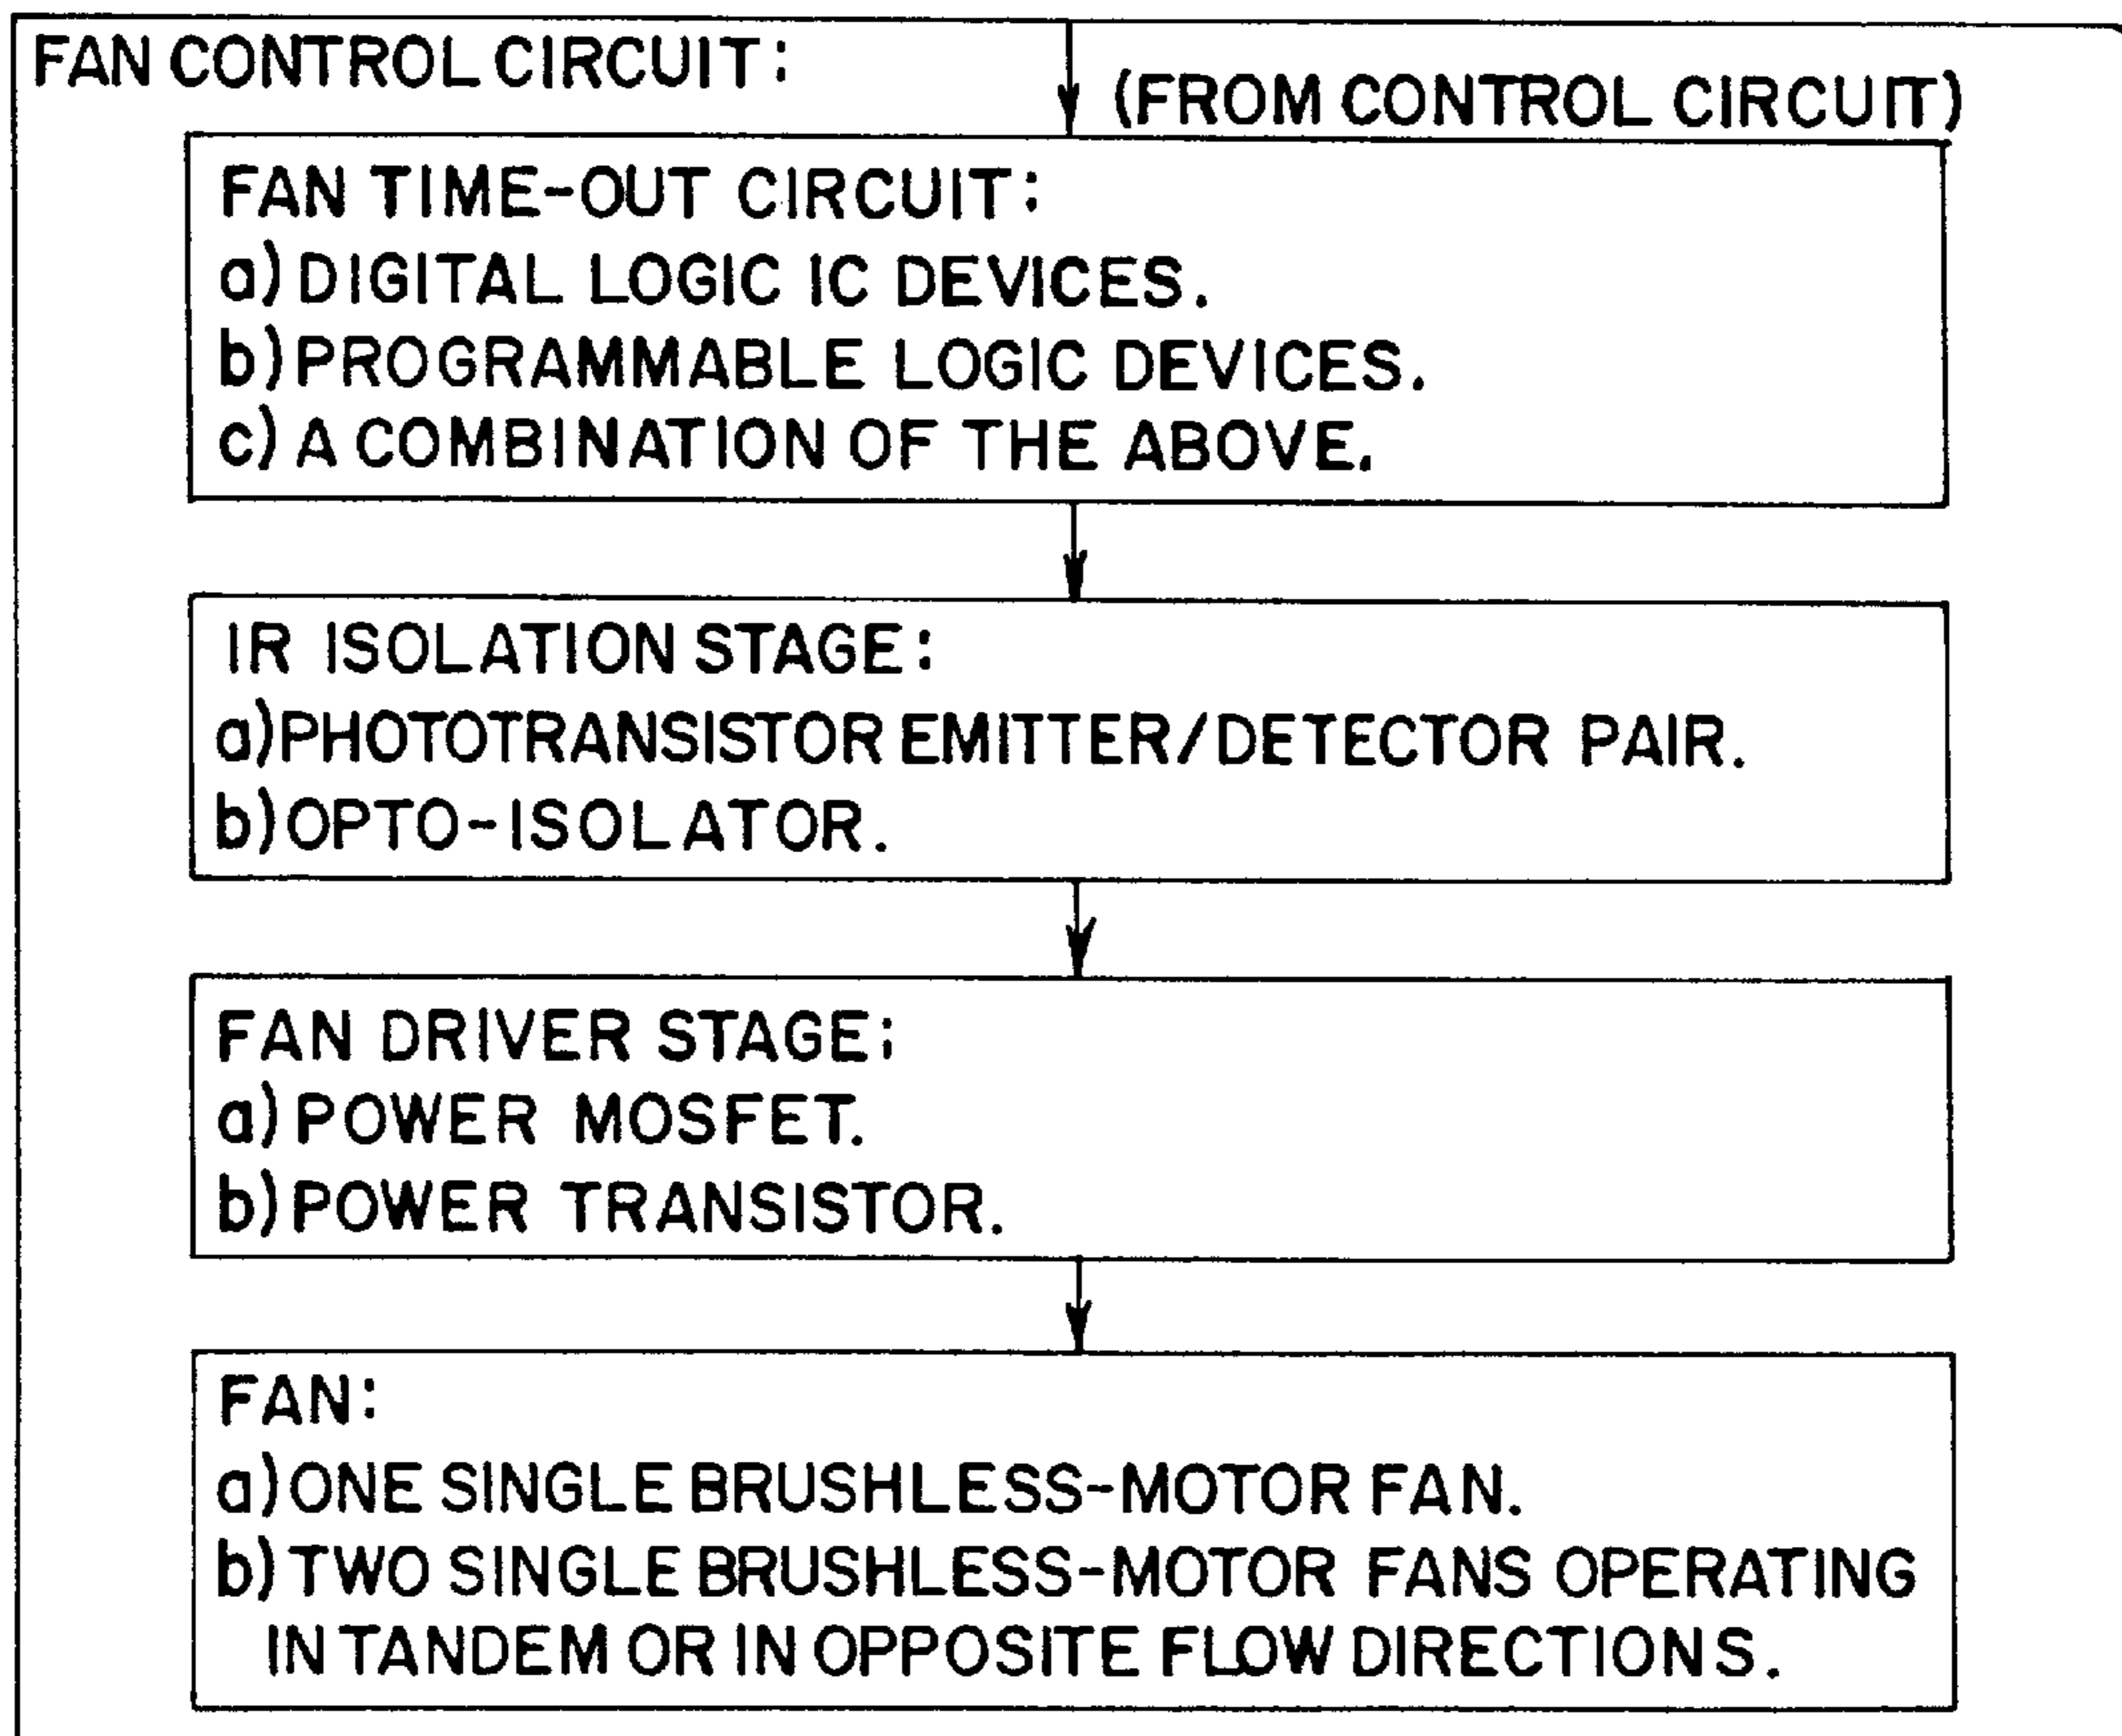 FAN CONTROL CIRCUIT:
(FROM CONTROL CIRCUIT)
FAN TIME-OUT CIRCUIT:
a) DIGITAL LOGIC IC DEVICES.
b) PROGRAMMABLE LOGIC DEVICES.
c) A COMBINATION OF THE ABOVE.
IR ISOLATION STAGE:
a) PHOTOTRANSISTOR EMITTER/DETECTOR PAIR.
b) OPTO-ISOLATOR.
FAN DRIVER STAGE:
a) POWER MOSFET.
b) POWER TRANSISTOR.
FAN:
a) ONE SINGLE BRUSHLESS-MOTOR FAN.
b) TWO SINGLE BRUSHLESS-MOTOR FANS OPERATING
IN TANDEM OR IN OPPOSITE FLOW DIRECTIONS.